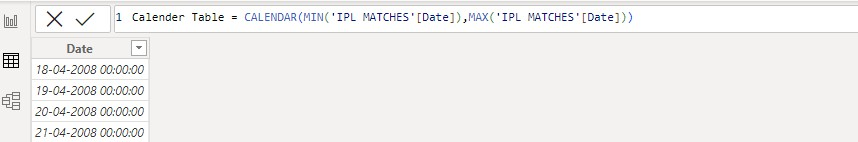 1 Calender Table = CALENDAR(MIN('IPL MATCHES'[Date]),MAX('IPL MATCHES'[Date]))
Date
18-04-2008 00:00:00
19-04-2008 00:00:00
20-04-2008 00:00:00
21-04-2008 00:00:00